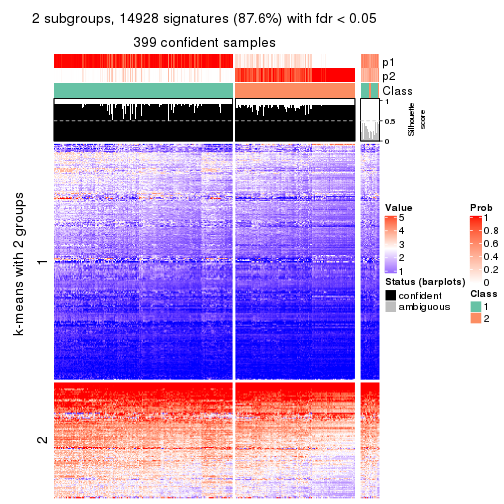 2 subgroups, 14928 signatures (87.6%) with fdr < 0.05
399 confident samples
p1
p2
Class
1
0.5
0
Silhouette
score
k-means with 2 groups
1
2
Value
5
4
3
2
1
Status (barplots)
confident
ambiguous
Prob
1
0.8
0.6
0.4
0.2
0
Class
1
2